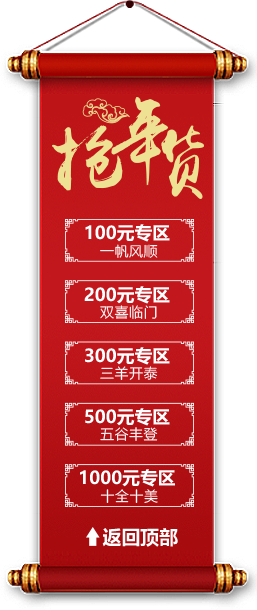 抢年货
100元专区
一帆风顺
200元专区
双喜临门
300元专区
三羊开泰
500元专区
五谷丰登
1000元专区
十全十美
返回顶部